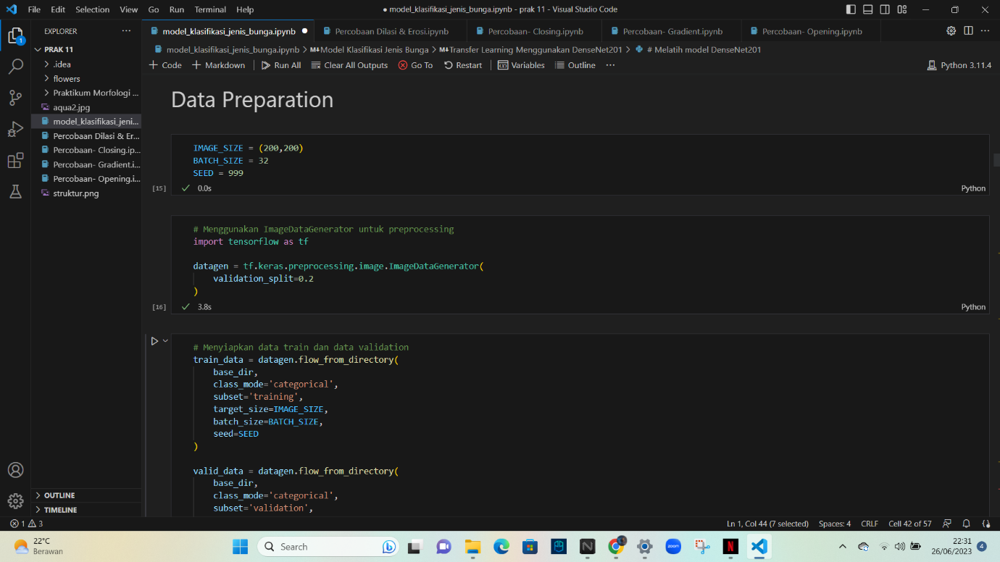 File Edit Selection View Go Run Terminal Help
● model_klasifikasi_jenis_bunga.ipynb - prak 11 - Visual Studio Code
EXPLORER
model_klasifikasi_jenis_bunga.ipynb ●
Percobaan Dilasi & Erosi.ipynb
Percobaan- Closing.ipynb
Percobaan- Gradient.ipynb
Percobaan- Opening.ipynb
1
PRAK 11
.idea
flowers
Praktikum Morfologi ...
aqua2.jpg
model_klasifikasi_jeni...
Percobaan Dilasi & Er...
Percobaan- Closing.ip...
Percobaan- Gradient.i...
Percobaan- Opening.i...
struktur.png
OUTLINE
TIMELINE
model_klasifikasi_jenis_bunga.ipynb > M↓Model Klasifikasi Jenis Bunga > M↓Transfer Learning Menggunakan DenseNet201 > # Melatih model DenseNet201
+ Code + Markdown Run All Clear All Outputs Go To Restart Variables Outline ... Python 3.11.4
Data Preparation
IMAGE_SIZE = (200,200)
BATCH_SIZE = 32
SEED = 999
[15] ✓ 0.0s Python
# Menggunakan ImageDataGenerator untuk preprocessing
import tensorflow as tf
datagen = tf.keras.preprocessing.image.ImageDataGenerator(
validation_split=0.2
)
[16] ✓ 3.8s Python
# Menyiapkan data train dan data validation
train_data = datagen.flow_from_directory(
base_dir,
class_mode='categorical',
subset='training',
target_size=IMAGE_SIZE,
batch_size=BATCH_SIZE,
seed=SEED
)
valid_data = datagen.flow_from_directory(
base_dir,
class_mode='categorical',
subset='validation',
1 3
Ln 1, Col 44 (7 selected) Spaces: 4 CRLF Cell 42 of 57
22°C
Berawan
Search
zoom
22:31
26/06/2023
4